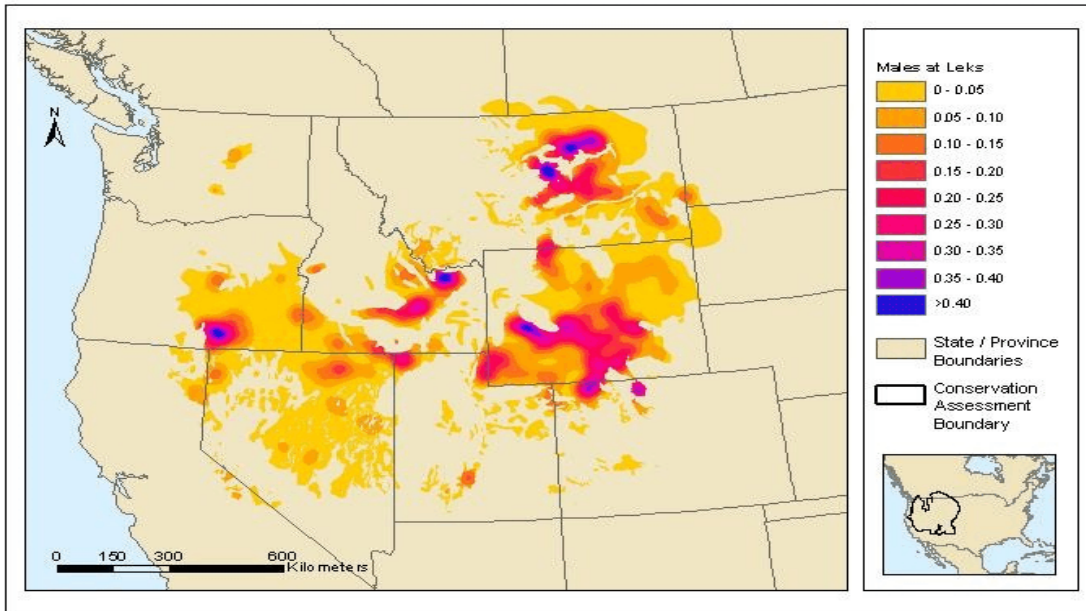 N
0 150 300 600
Kilometers
Males at Leks
0 - 0.05
0.05 - 0.10
0.10 - 0.15
0.15 - 0.20
0.20 - 0.25
0.25 - 0.30
0.30 - 0.35
0.35 - 0.40
>0.40
State / Province
Boundaries
Conservation
Assessment
Boundary